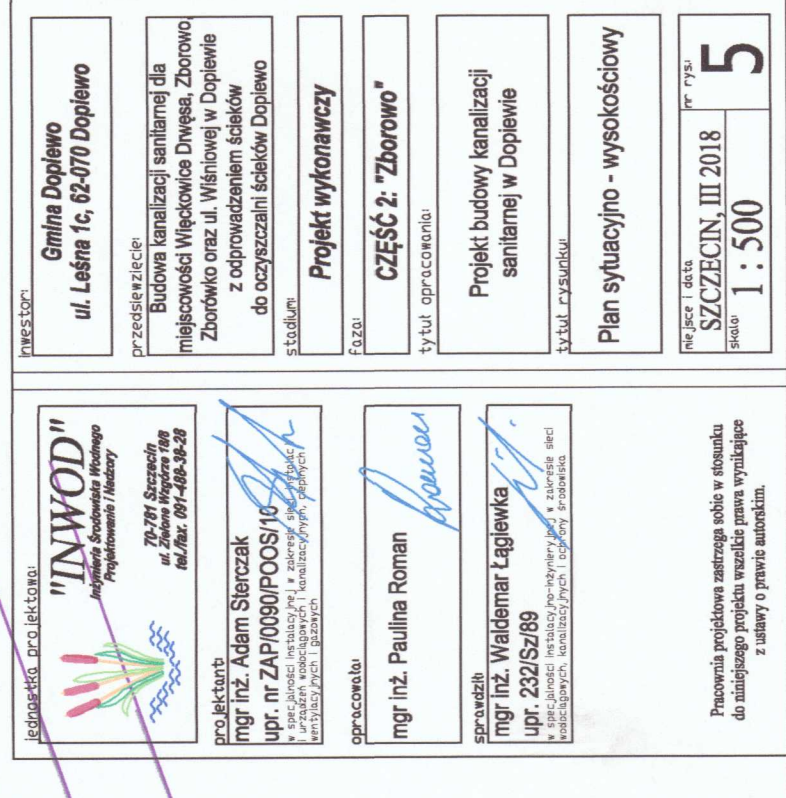 jednostka projektowa:
"INWOD"
Inżynieria Środowiska Wodnego
Projektowanie i Nadzory
70-781 Szczecin
ul. Zielone Wzgórze 18/8
tel./fax. 091-486-38-28
projektant:
mgr inż. Adam Sterczak
upr. nr ZAP/0090/POOS/10
w specjalności instalacyjnej w zakresie sieci, instalacji
i urządzeń wodociągowych i kanalizacyjnych, cieplnych
wentylacyjnych i gazowych
opracowała:
mgr inż. Paulina Roman
sprawdził:
mgr inż. Waldemar Łągiewka
upr. 232/Sz/89
w specjalności instalacyjno-inżynieryjnej w zakresie sieci
wodociągowych, kanalizacyjnych i ochrony środowiska
Pracownia projektowa zastrzega sobie w stosunku
do niniejszego projektu wszelkie prawa wynikające
z ustawy o prawie autorskim.
inwestor:
Gmina Dopiewo
ul. Leśna 1c, 62-070 Dopiewo
przedsięwzięcie:
Budowa kanalizacji sanitarnej dla
miejscowości Więckowice Drwęsa, Zborowo,
Zborówko oraz ul. Wiśniowej w Dopiewie
z odprowadzeniem ścieków
do oczyszczalni ścieków Dopiewo
stadium:
Projekt wykonawczy
faza:
CZĘŚĆ 2: "Zborowo"
tytuł opracowania:
Projekt budowy kanalizacji
sanitarnej w Dopiewie
tytuł rysunku:
Plan sytuacyjno - wysokościowy
miejsce i data
SZCZECIN, III 2018
skala:
1 : 500
nr rys.:
5